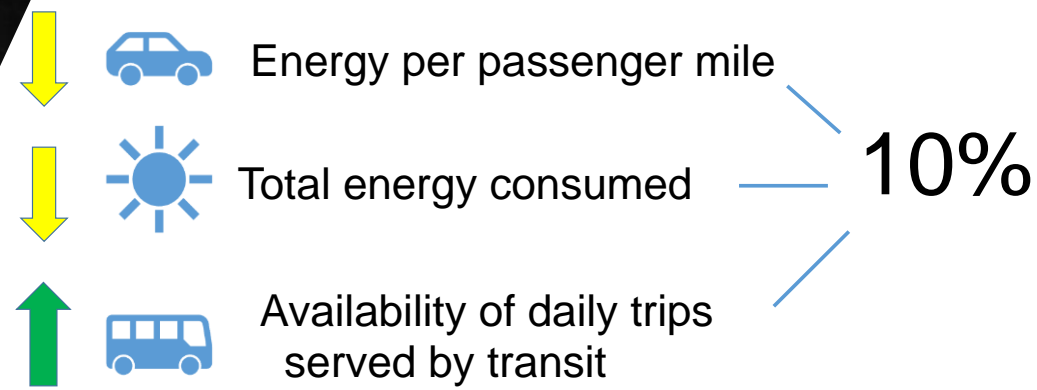 Energy per passenger mile
Total energy consumed
10%
Availability of daily trips
served by transit